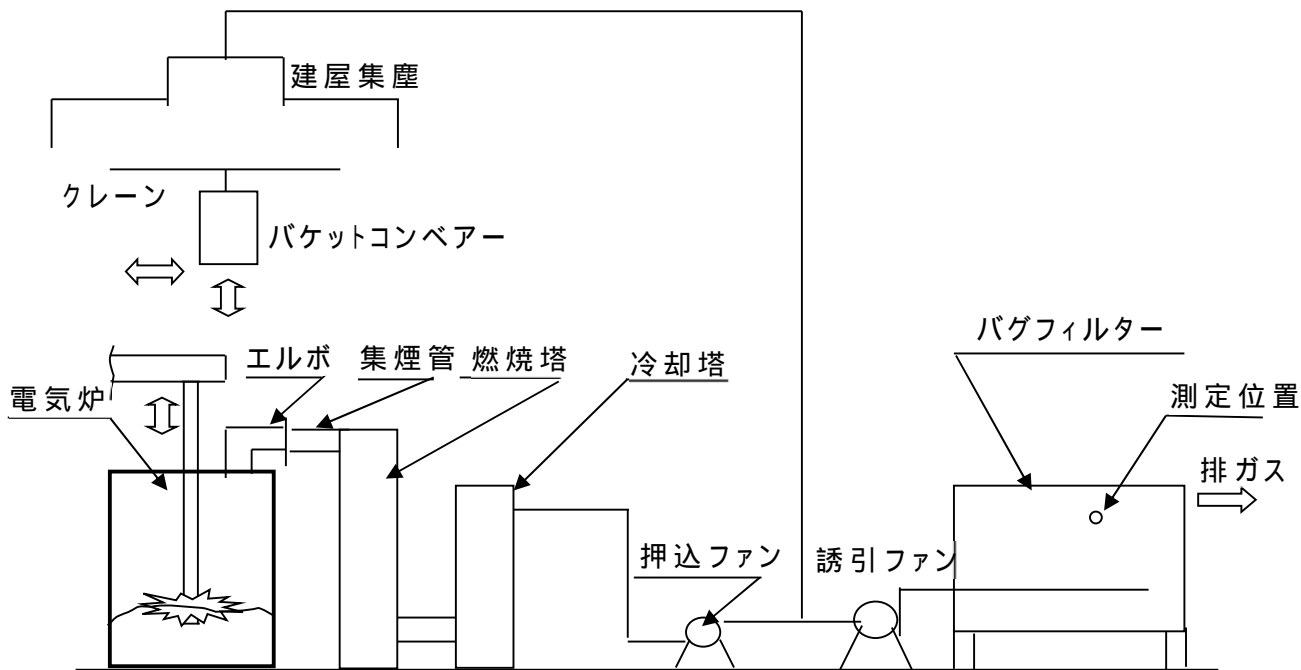 建屋集塵
クレーン
バケットコンベアー
バグフィルター
エルボ
集煙管
燃焼塔
冷却塔
電気炉
測定位置
排ガス
押込ファン
誘引ファン